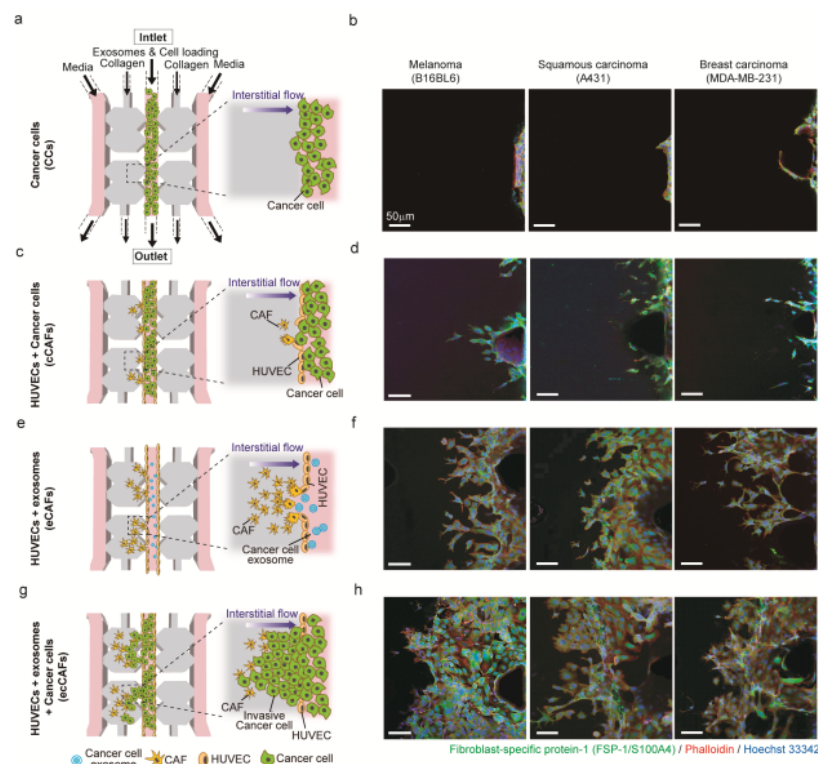 a
Intlet
Exosomes & Cell loading
Media Collagen Collagen Media
Interstitial flow
Cancer cells
(CCs)
Cancer cell
Outlet
b
Melanoma
(B16BL6)
Squamous carcinoma
(A431)
Breast carcinoma
(MDA-MB-231)
50μm
c
HUVECs + Cancer cells
(cCAFs)
Interstitial flow
CAF
HUVEC
Cancer cell
d
e
HUVECs + exosomes
(eCAFs)
Interstitial flow
HUVEC
CAF
Cancer cell
exosome
f
g
HUVECs + exosomes
+ Cancer cells
(ecCAFs)
Interstitial flow
CAF
Invasive
Cancer cell
HUVEC
h
Cancer cell
exosome
CAF
HUVEC
Cancer cell
Fibroblast-specific protein-1 (FSP-1/S100A4) / Phalloidin / Hoechst 33342